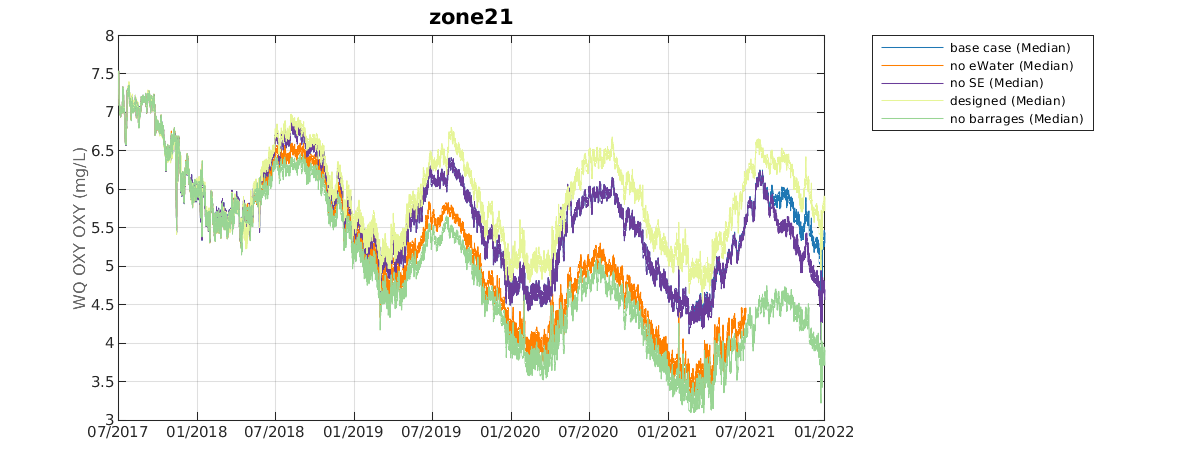 zone21
WQ OXY OXY (mg/L)
8
7.5
7
6.5
6
5.5
5
4.5
4
3.5
3
07/2017 01/2018 07/2018 01/2019 07/2019 01/2020 07/2020 01/2021 07/2021 01/2022
base case (Median)
no eWater (Median)
no SE (Median)
designed (Median)
no barrages (Median)